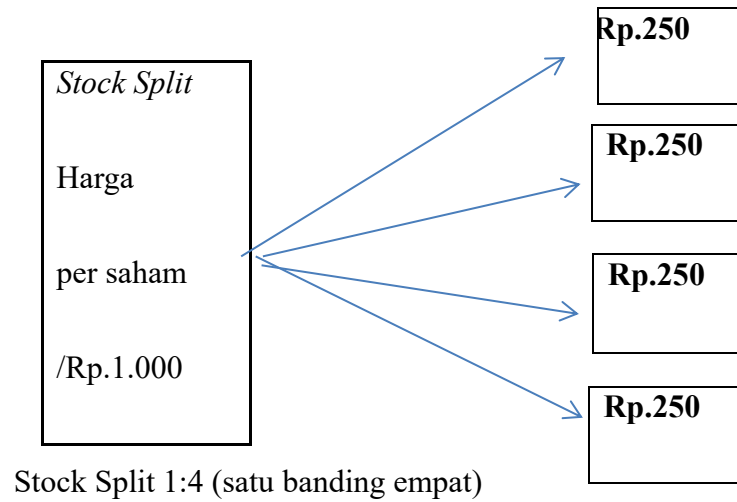 Stock Split
Harga
per saham
/Rp.1.000
Rp.250
Rp.250
Rp.250
Rp.250
Stock Split 1:4 (satu banding empat)